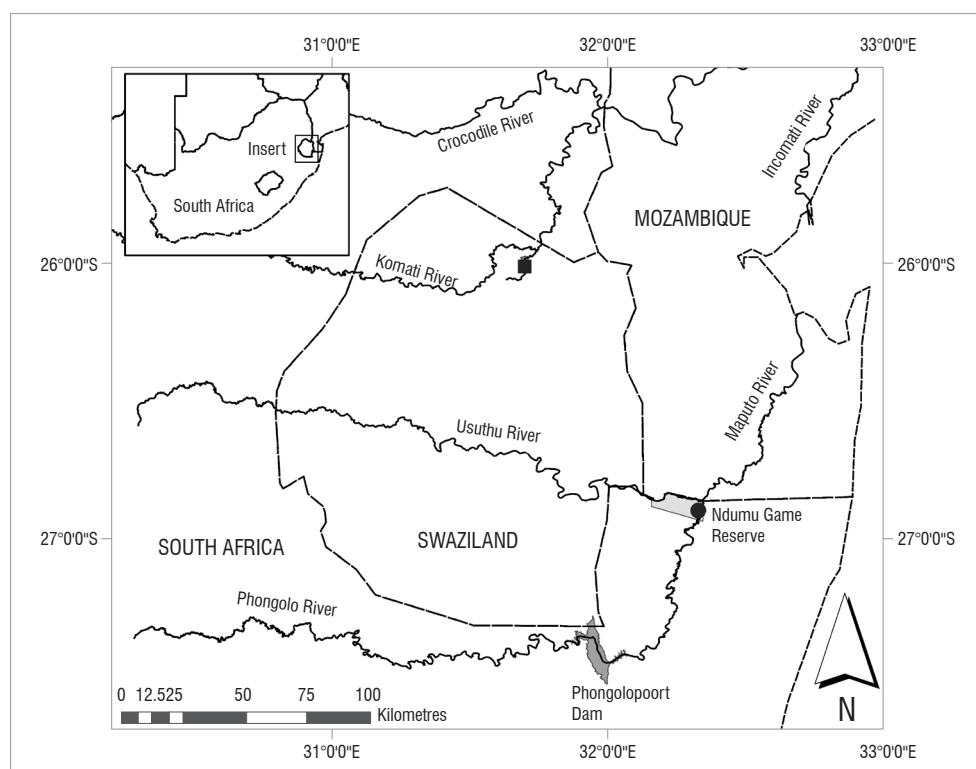 31°0'0"E
32°0'0"E
33°0'0"E
Insert
South Africa
Crocodile River
Incomati River
MOZAMBIQUE
26°0'0"S
26°0'0"S
Komati River
Maputo River
Usuthu River
Ndumu Game
Reserve
27°0'0"S
SOUTH AFRICA
SWAZILAND
27°0'0"S
Phongolo River
Phongolopoort
Dam
0 12.525 50 75 100
Kilometres
N
31°0'0"E
32°0'0"E
33°0'0"E